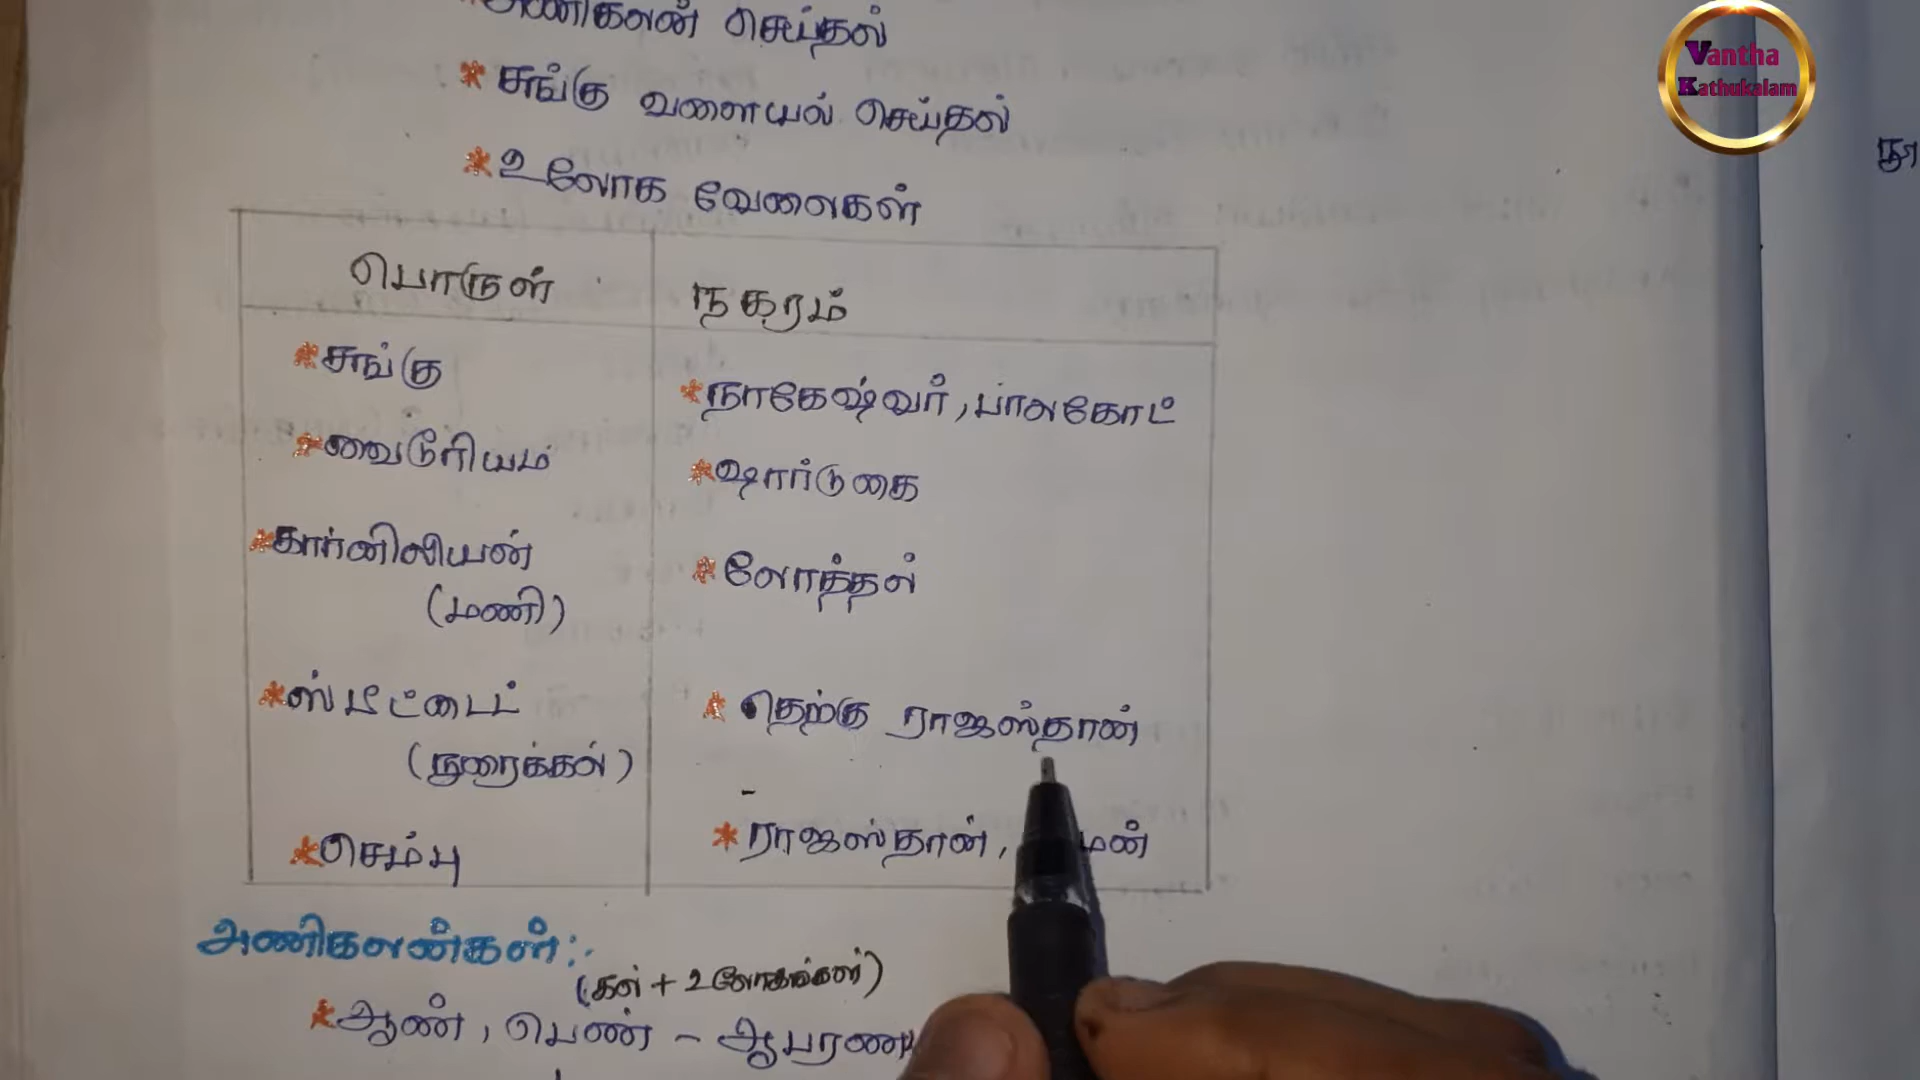 அணிகலன் செய்தல்
* சங்கு வளையல் செய்தல்
* உலோக வேலைகள்
பொருள் நகரம்
* சங்கு * நாகேஷ்வர், பாலகோட்
* வைடூரியம் * ஷார்டுகை
* கார்னிலியன் * லோத்தல்
(மணி)
* ஸ்டீட்டைட் * தெற்கு ராஜஸ்தான்
(நுரைக்கல்)
* செம்பு * ராஜஸ்தான்,
அணிகலன்கள்:-
(கல் + உலோகங்கள்)
* ஆண், பெண் - ஆபரண
Vantha
Kathukalam